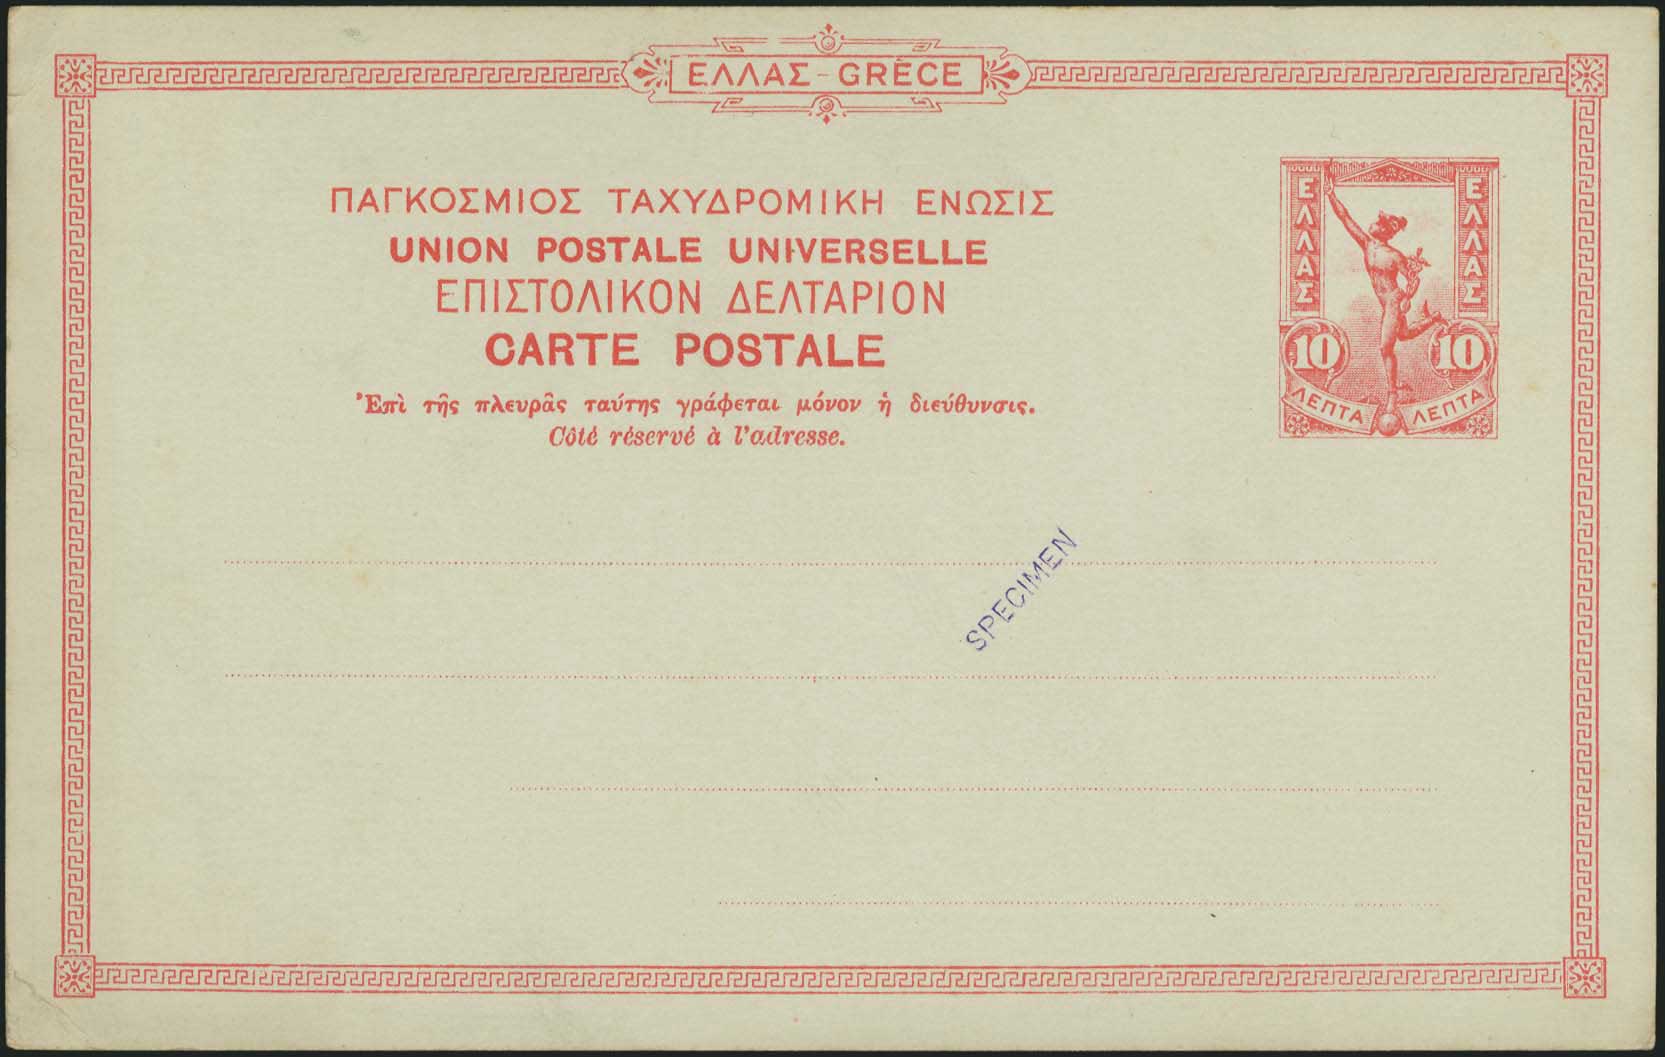 ΕΛΛΑΣ - GRÈCE
ΠΑΓΚΟΣΜΙΟΣ ΤΑΧΥΔΡΟΜΙΚΗ ΕΝΩΣΙΣ
UNION POSTALE UNIVERSELLE
ΕΠΙΣΤΟΛΙΚΟΝ ΔΕΛΤΑΡΙΟΝ
CARTE POSTALE
Ἐπὶ τῆς πλευρᾶς ταύτης γράφεται μόνον ἡ διεύθυνσις.
Côté réservé à l'adresse.
ΕΛΛΑΣ
ΕΛΛΑΣ
10 10
ΛΕΠΤΑ ΛΕΠΤΑ
SPECIMEN